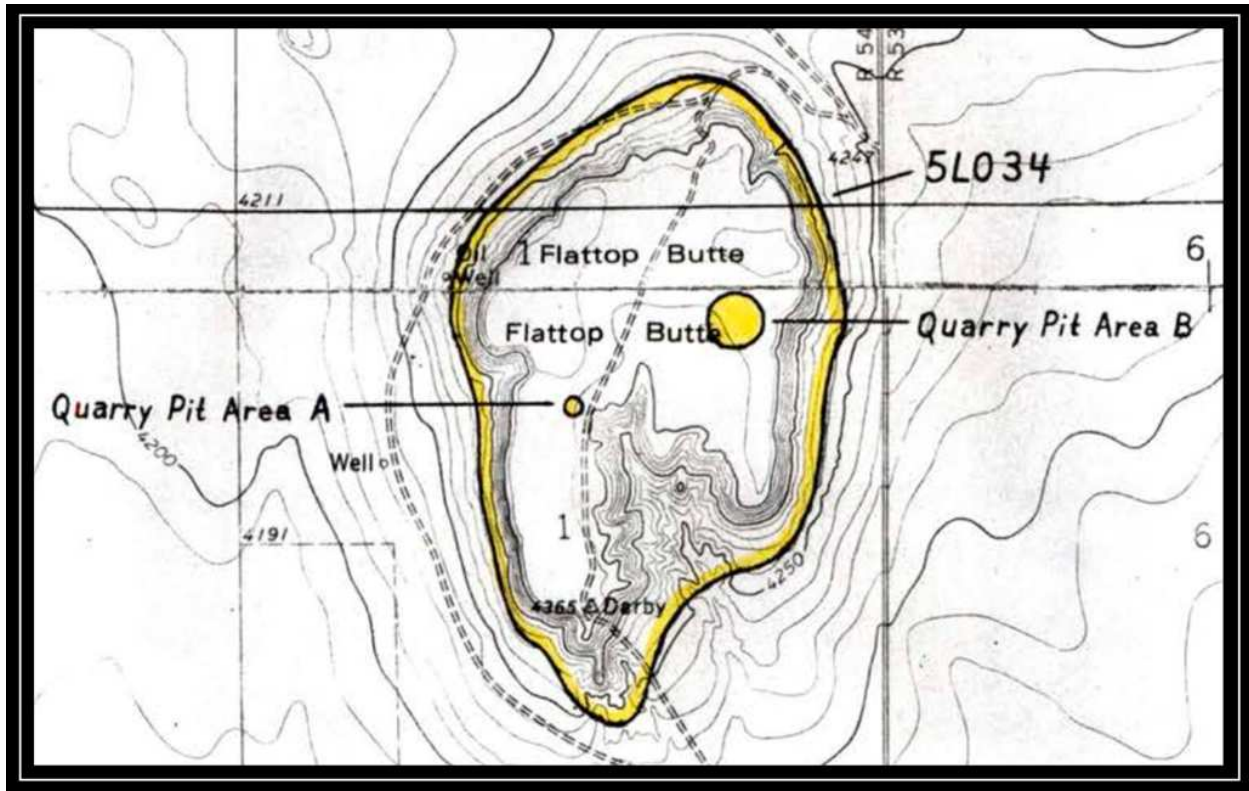 R 54
R 53
4247
5LO34
4211
Oil
Well
1 Flattop Butte
6
Flattop Butte
Quarry Pit Area B
Quarry Pit Area A
4200
Well
1
4191
6
4250
4365 Darby